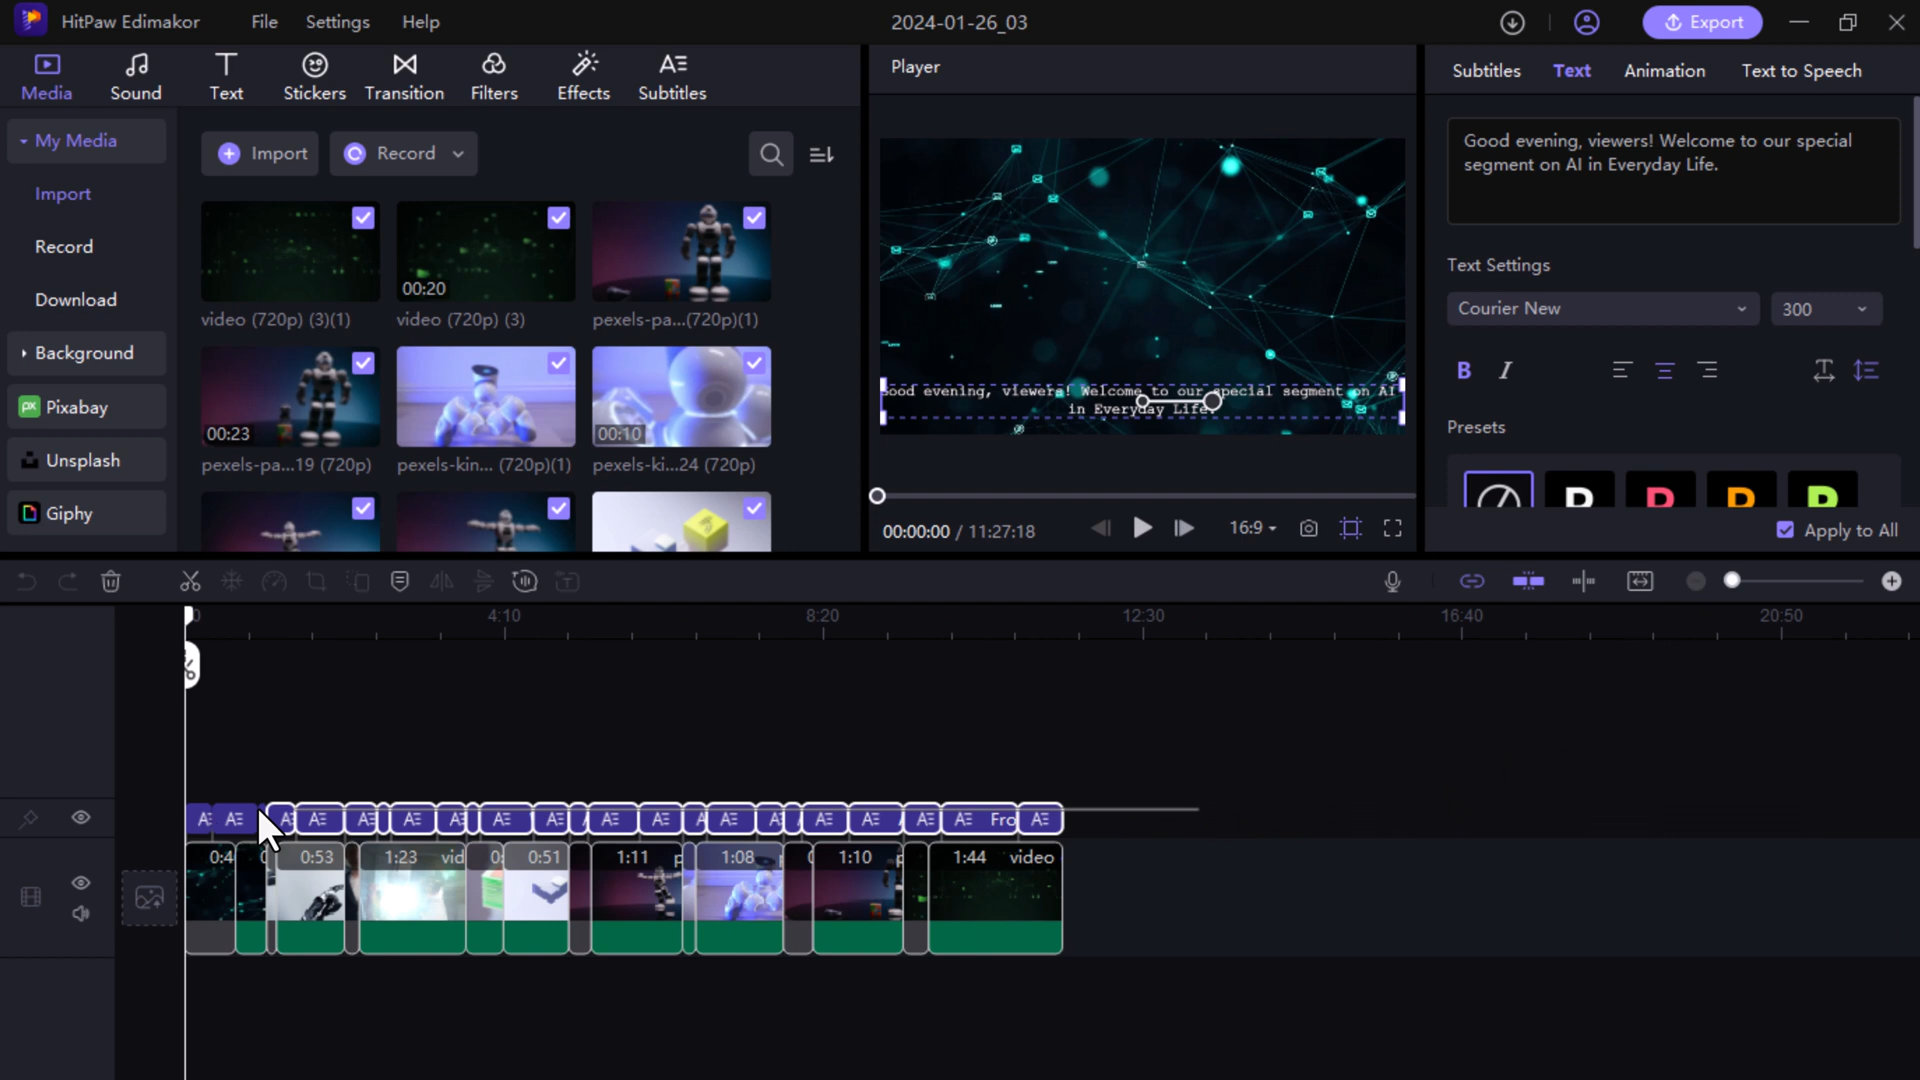 HitPaw Edimakor
File
Settings
Help
2024-01-26_03
Export
Media
Sound
Text
Stickers
Transition
Filters
Effects
Subtitles
Player
Subtitles
Text
Animation
Text to Speech
My Media
Import
Record
Download
Background
Pixabay
Unsplash
Giphy
Import
Record
video (720p) (3)(1)
00:20
video (720p) (3)
pexels-pa...(720p)(1)
00:23
pexels-pa...19 (720p)
pexels-kin... (720p)(1)
00:10
pexels-ki...24 (720p)
Good evening, viewers! Welcome to our special segment on AI
in Everyday Life.
00:00:00 / 11:27:18
16:9
Good evening, viewers! Welcome to our special
segment on AI in Everyday Life.
Text Settings
Courier New
300
B I
Presets
Apply to All
0
4:10
8:20
12:30
16:40
20:50
Fro
0:4
0:53
1:23 vid
0:51
1:11
1:08
1:10
1:44 video